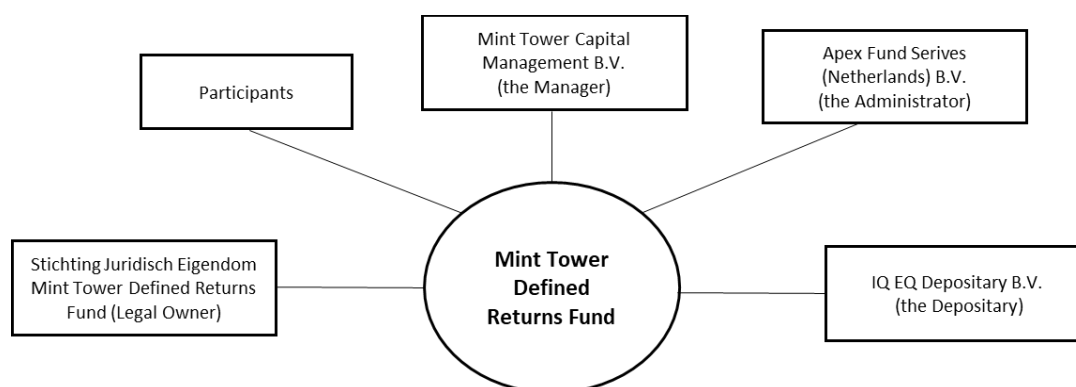 Mint Tower Capital
Management B.V.
(the Manager)
Apex Fund Serives
(Netherlands) B.V.
(the Administrator)
Participants
Stichting Juridisch Eigendom
Mint Tower Defined Returns
Fund (Legal Owner)
Mint Tower
Defined
Returns Fund
IQ EQ Depositary B.V.
(the Depositary)